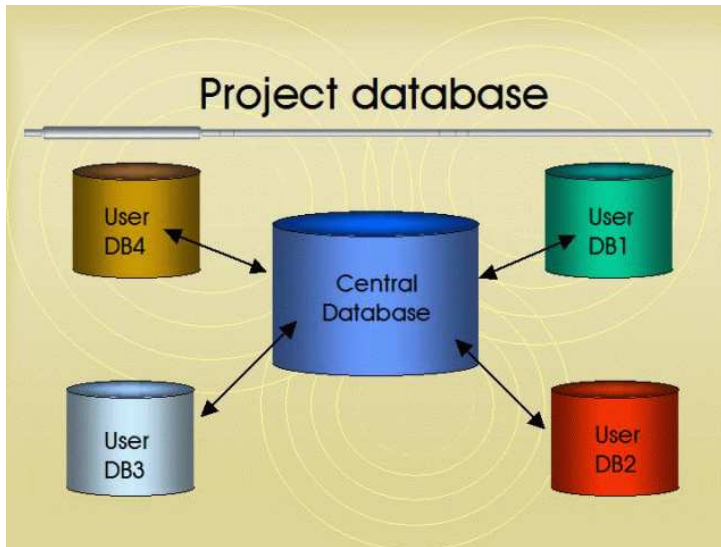 Project database
User
DB4
User
DB1
Central
Database
User
DB3
User
DB2